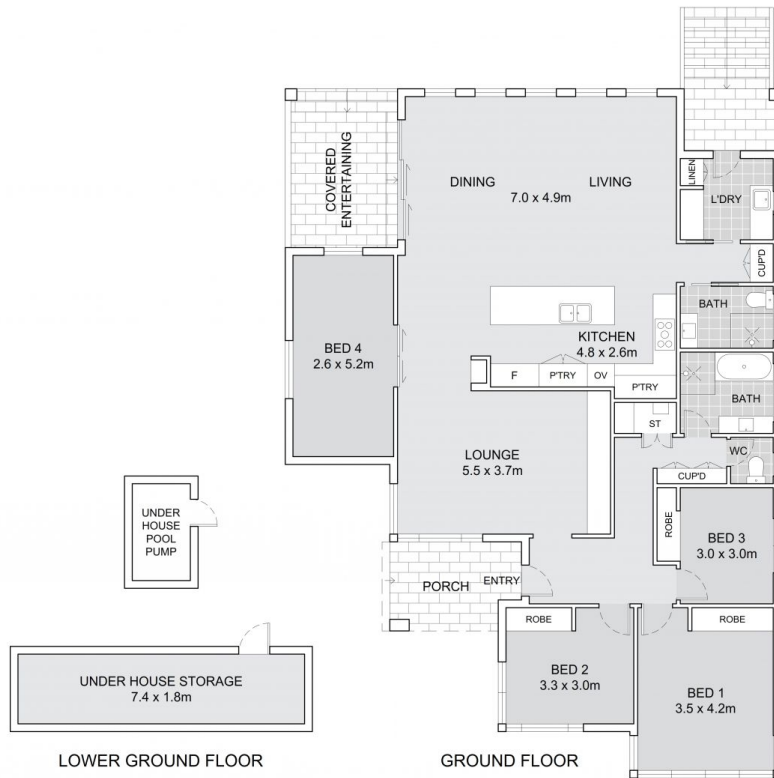 COVERED
ENTERTAINING
DINING
LIVING
7.0 x 4.9m
LINEN
L'DRY
CUP'D
BATH
BED 4
2.6 x 5.2m
KITCHEN
4.8 x 2.6m
F
P'TRY
OV
P'TRY
BATH
ST
WC
CUP'D
LOUNGE
5.5 x 3.7m
UNDER
HOUSE
POOL
PUMP
ROBE
BED 3
3.0 x 3.0m
PORCH
ENTRY
ROBE
ROBE
BED 2
3.3 x 3.0m
BED 1
3.5 x 4.2m
UNDER HOUSE STORAGE
7.4 x 1.8m
LOWER GROUND FLOOR
GROUND FLOOR